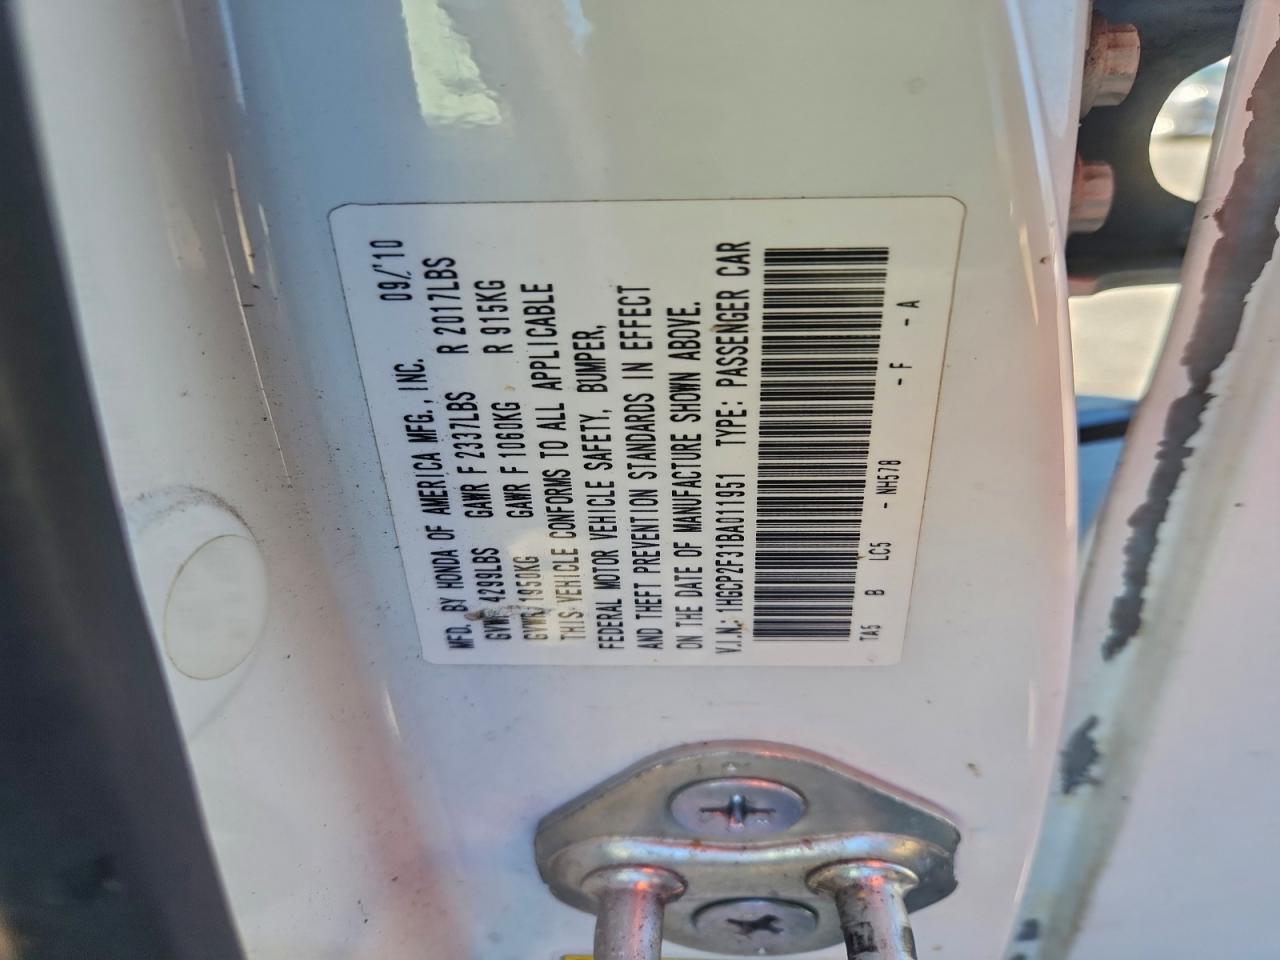 MFD. BY HONDA OF AMERICA MFG., INC. 09/'10
GVWR 4299LBS GAWR F 2337LBS R 2017LBS
GVWR 1950KG GAWR F 1060KG R 915KG
THIS VEHICLE CONFORMS TO ALL APPLICABLE
FEDERAL MOTOR VEHICLE SAFETY, BUMPER,
AND THEFT PREVENTION STANDARDS IN EFFECT
ON THE DATE OF MANUFACTURE SHOWN ABOVE.
V.I.N.: 1HGCP2F31BA011951 TYPE: PASSENGER CAR
TA5 B LC5 - NH578 - F - A